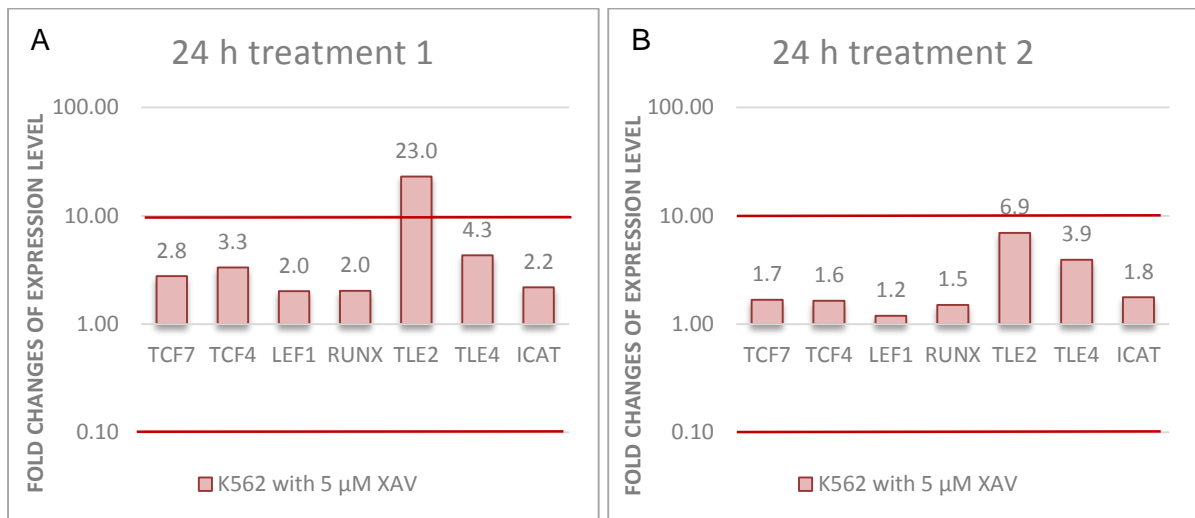 A
24 h treatment 1
FOLD CHANGES OF EXPRESSION LEVEL
100.00
10.00
1.00
0.10
2.8
3.3
2.0
2.0
23.0
4.3
2.2
TCF7 TCF4 LEF1 RUNX TLE2 TLE4 ICAT
K562 with 5 µM XAV
B
24 h treatment 2
FOLD CHANGES OF EXPRESSION LEVEL
100.00
10.00
1.00
0.10
1.7
1.6
1.2
1.5
6.9
3.9
1.8
TCF7 TCF4 LEF1 RUNX TLE2 TLE4 ICAT
K562 with 5 µM XAV